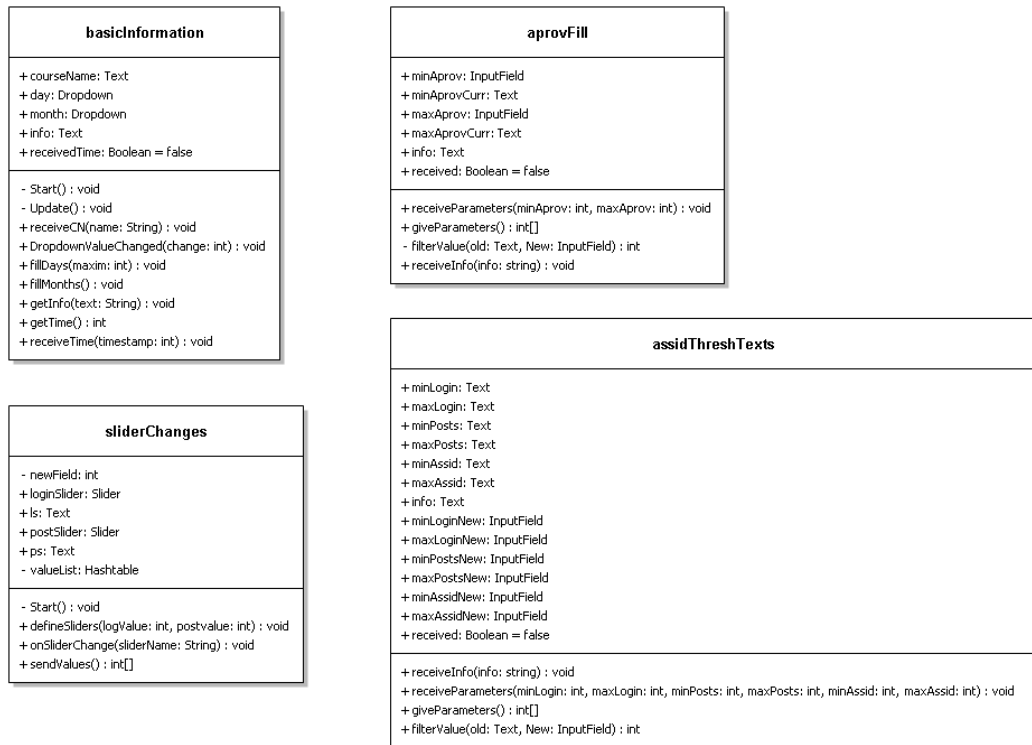 basicInformation
+ courseName: Text
+ day: Dropdown
+ month: Dropdown
+ info: Text
+ receivedTime: Boolean = false
- Start() : void
- Update() : void
+ receiveCN(name: String) : void
+ DropdownValueChanged(change: int) : void
+ fillDays(maxim: int) : void
+ fillMonths() : void
+ getInfo(text: String) : void
+ getTime() : int
+ receiveTime(timestamp: int) : void
aprovFill
+ minAprov: InputField
+ minAprovCurr: Text
+ maxAprov: InputField
+ maxAprovCurr: Text
+ info: Text
+ received: Boolean = false
+ receiveParameters(minAprov: int, maxAprov: int) : void
+ giveParameters() : int[]
- filterValue(old: Text, New: InputField) : int
+ receiveInfo(info: string) : void
sliderChanges
- newField: int
+ loginSlider: Slider
+ ls: Text
+ postSlider: Slider
+ ps: Text
- valueList: Hashtable
- Start() : void
+ defineSliders(logValue: int, postvalue: int) : void
+ onSliderChange(sliderName: String) : void
+ sendValues() : int[]
assidThreshTexts
+ minLogin: Text
+ maxLogin: Text
+ minPosts: Text
+ maxPosts: Text
+ minAssid: Text
+ maxAssid: Text
+ info: Text
+ minLoginNew: InputField
+ maxLoginNew: InputField
+ minPostsNew: InputField
+ maxPostsNew: InputField
+ minAssidNew: InputField
+ maxAssidNew: InputField
+ received: Boolean = false
+ receiveInfo(info: string) : void
+ receiveParameters(minLogin: int, maxLogin: int, minPosts: int, maxPosts: int, minAssid: int, maxAssid: int) : void
+ giveParameters() : int[]
+ filterValue(old: Text, New: InputField) : int